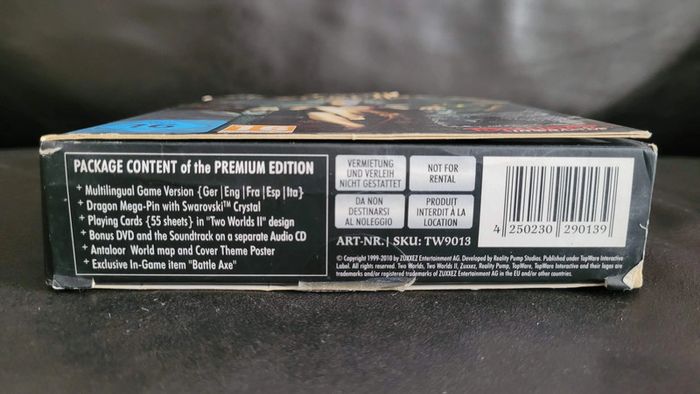 PACKAGE CONTENT of the PREMIUM EDITION
+ Multilingual Game Version {Ger | Eng | Fra | Esp | Ita}
+ Dragon Mega-Pin with Swarovski™ Crystal
+ Playing Cards {55 sheets} in "Two Worlds II" design
+ Bonus DVD and the Soundtrack on a separate Audio CD
+ Antaloor World map and Cover Theme Poster
+ Exclusive In-Game item "Battle Axe"
VERMIETUNG
UND VERLEIH
NICHT GESTATTET
NOT FOR
RENTAL
DA NON
DESTINARSI
AL NOLEGGIO
PRODUIT
INTERDIT À LA
LOCATION
ART-NR. | SKU: TW9013
4 250230 290139
© Copyright 1999-2010 by ZUXXEZ Entertainment AG. Developed by Reality Pump Studios. Published under TopWare Interactive
Label. All rights reserved. Two Worlds, Two Worlds II, Zuxxez, Reality Pump, TopWare Interactive and their logos are
trademarks and/or registered trademarks of ZUXXEZ Entertainment AG in the EU and/or other countries.